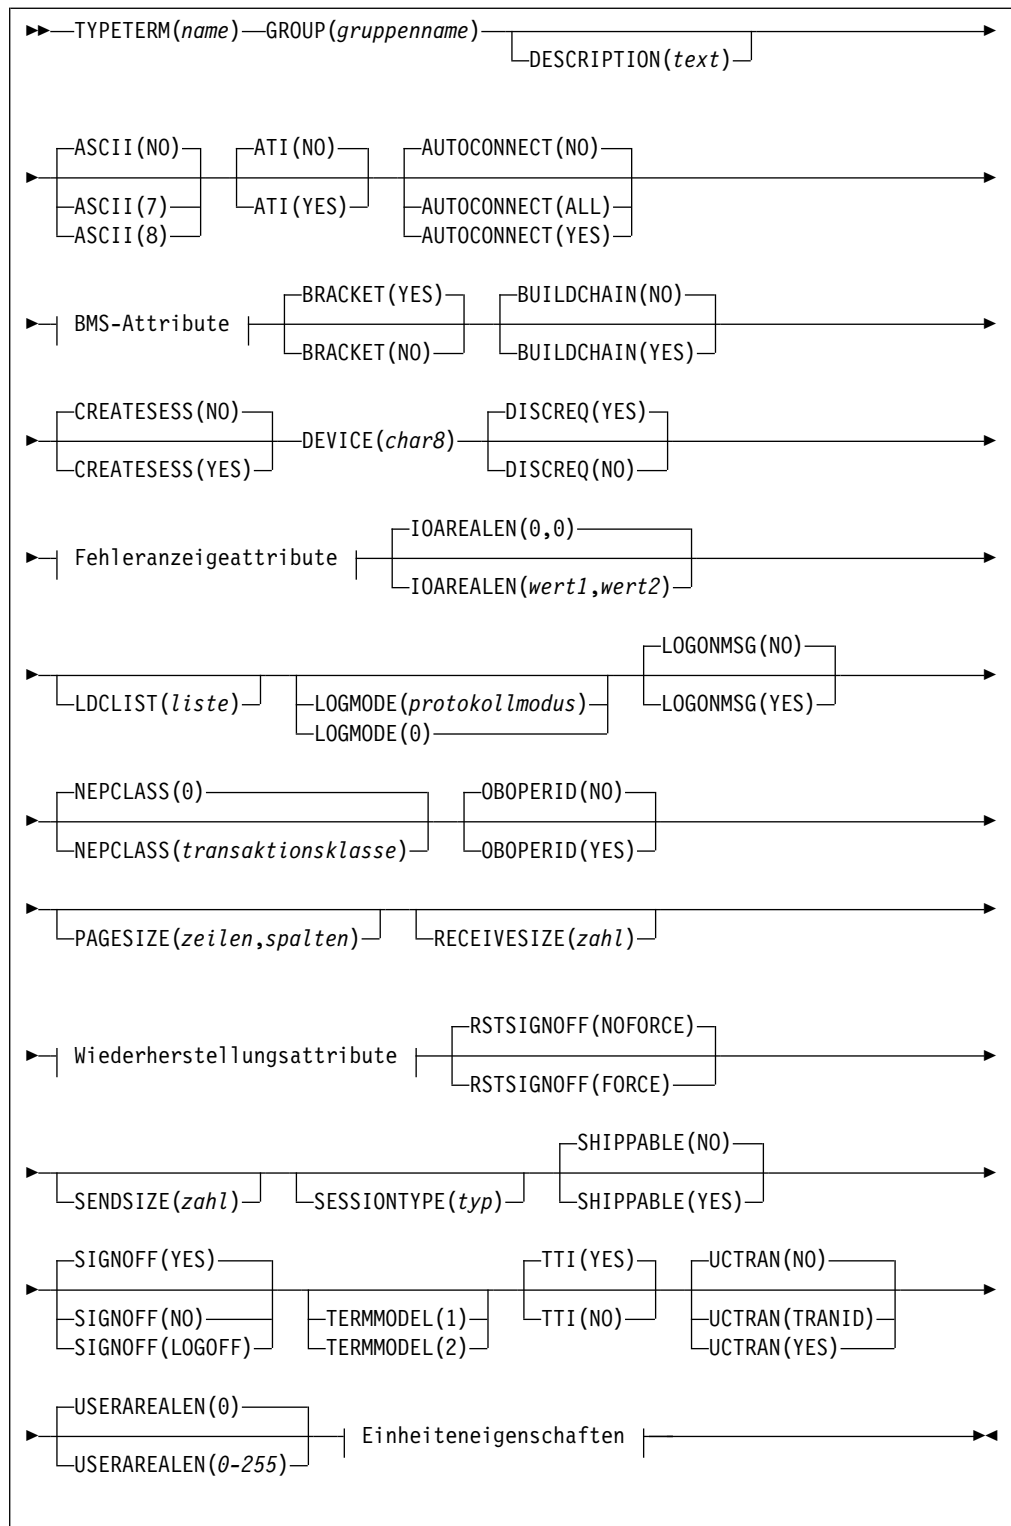 TYPETERM(name) GROUP(gruppenname)
DESCRIPTION(text)
ASCII(NO) ATI(NO) AUTOCONNECT(NO)
ASCII(7) ATI(YES) AUTOCONNECT(ALL)
ASCII(8) AUTOCONNECT(YES)
BRACKET(YES) BUILDCHAIN(NO)
BMS-Attribute
BRACKET(NO) BUILDCHAIN(YES)
CREATESESS(NO) DISCREQ(YES)
DEVICE(char8)
CREATESESS(YES) DISCREQ(NO)
IOAREALEN(0,0)
Fehleranzeigeattribute
IOAREALEN(wert1,wert2)
LOGONMSG(NO)
LDCLIST(liste) LOGMODE(protokollmodus) LOGONMSG(YES)
LOGMODE(0)
NEPCLASS(0) OBOPERID(NO)
NEPCLASS(transaktionsklasse) OBOPERID(YES)
PAGESIZE(zeilen,spalten) RECEIVESIZE(zahl)
RSTSIGNOFF(NOFORCE)
Wiederherstellungsattribute
RSTSIGNOFF(FORCE)
SHIPPABLE(NO)
SENDSIZE(zahl) SESSIONTYPE(typ) SHIPPABLE(YES)
SIGNOFF(YES) TTI(YES) UCTRAN(NO)
SIGNOFF(NO) TERMMODEL(1) TTI(NO) UCTRAN(TRANID)
SIGNOFF(LOGOFF) TERMMODEL(2) UCTRAN(YES)
USERAREALEN(0)
Einheiteneigenschaften
USERAREALEN(0-255)